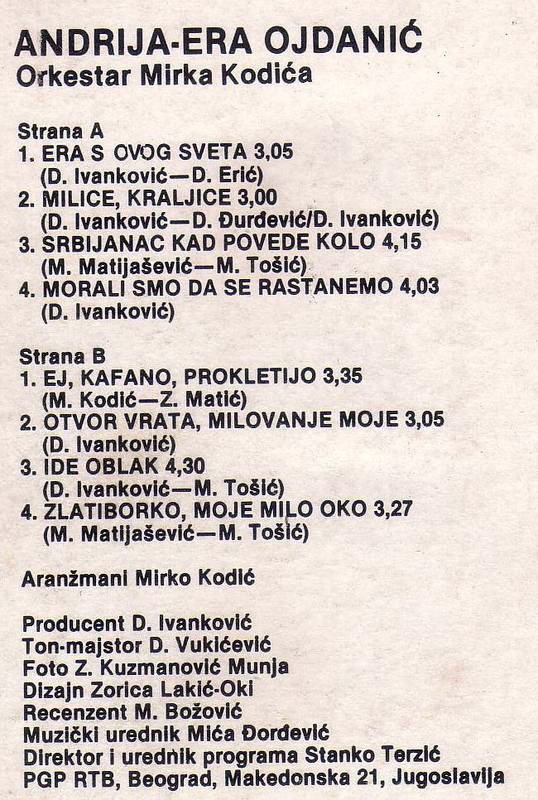 ANDRIJA-ERA OJDANIĆ
Orkestar Mirka Kodića
Strana A
1. ERA S OVOG SVETA 3,05
(D. Ivanković—D. Erić)
2. MILICE, KRALJICE 3,00
(D. Ivanković—D. Đurđević/D. Ivanković)
3. SRBIJANAC KAD POVEDE KOLO 4,15
(M. Matijašević—M. Tošić)
4. MORALI SMO DA SE RASTANEMO 4,03
(D. Ivanković)
Strana B
1. EJ, KAFANO, PROKLETIJO 3,35
(M. Kodić—Z. Matić)
2. OTVOR VRATA, MILOVANJE MOJE 3,05
(D. Ivanković)
3. IDE OBLAK 4,30
(D. Ivanković—M. Tošić)
4. ZLATIBORKO, MOJE MILO OKO 3,27
(M. Matijašević—M. Tošić)
Aranžmani Mirko Kodić
Producent D. Ivanković
Ton-majstor D. Vukićević
Foto Z. Kuzmanović Munja
Dizajn Zorica Lakić-Oki
Recenzent M. Božović
Muzički urednik Mića Đorđević
Direktor i urednik programa Stanko Terzić
PGP RTB, Beograd, Makedonska 21, Jugoslavija